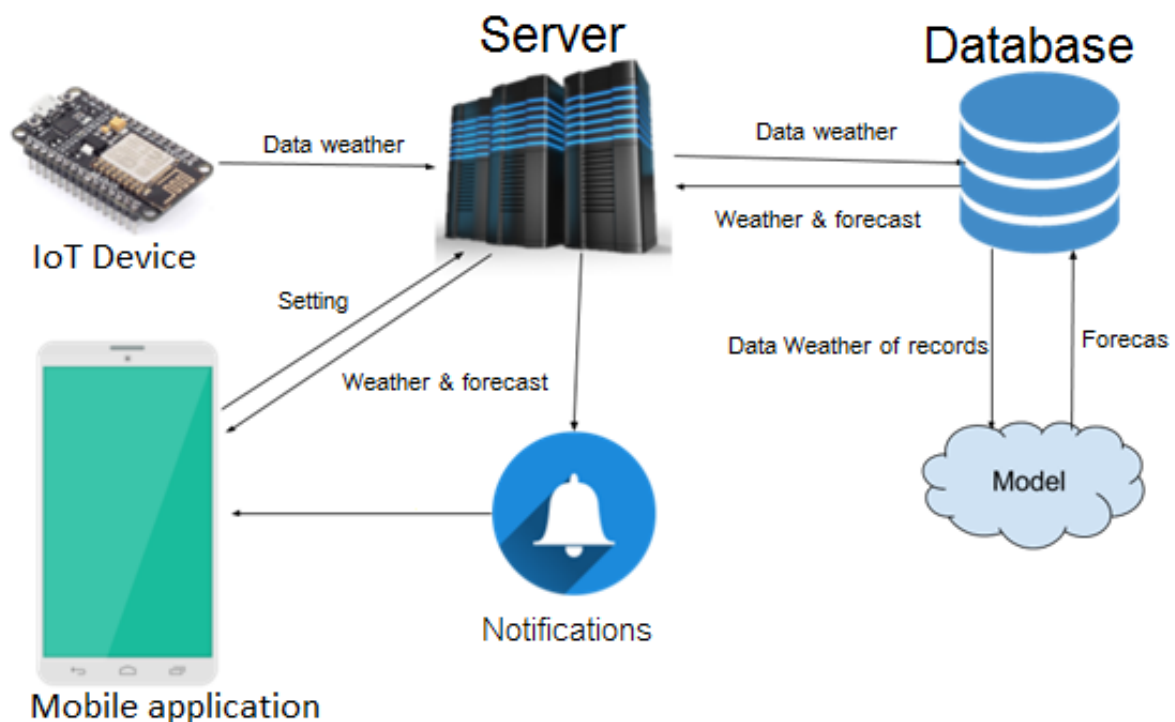 Server
Database
Data weather
Data weather
Weather & forecast
IoT Device
Setting
Data Weather of records
Forecas
Weather & forecast
Model
Notifications
Mobile application